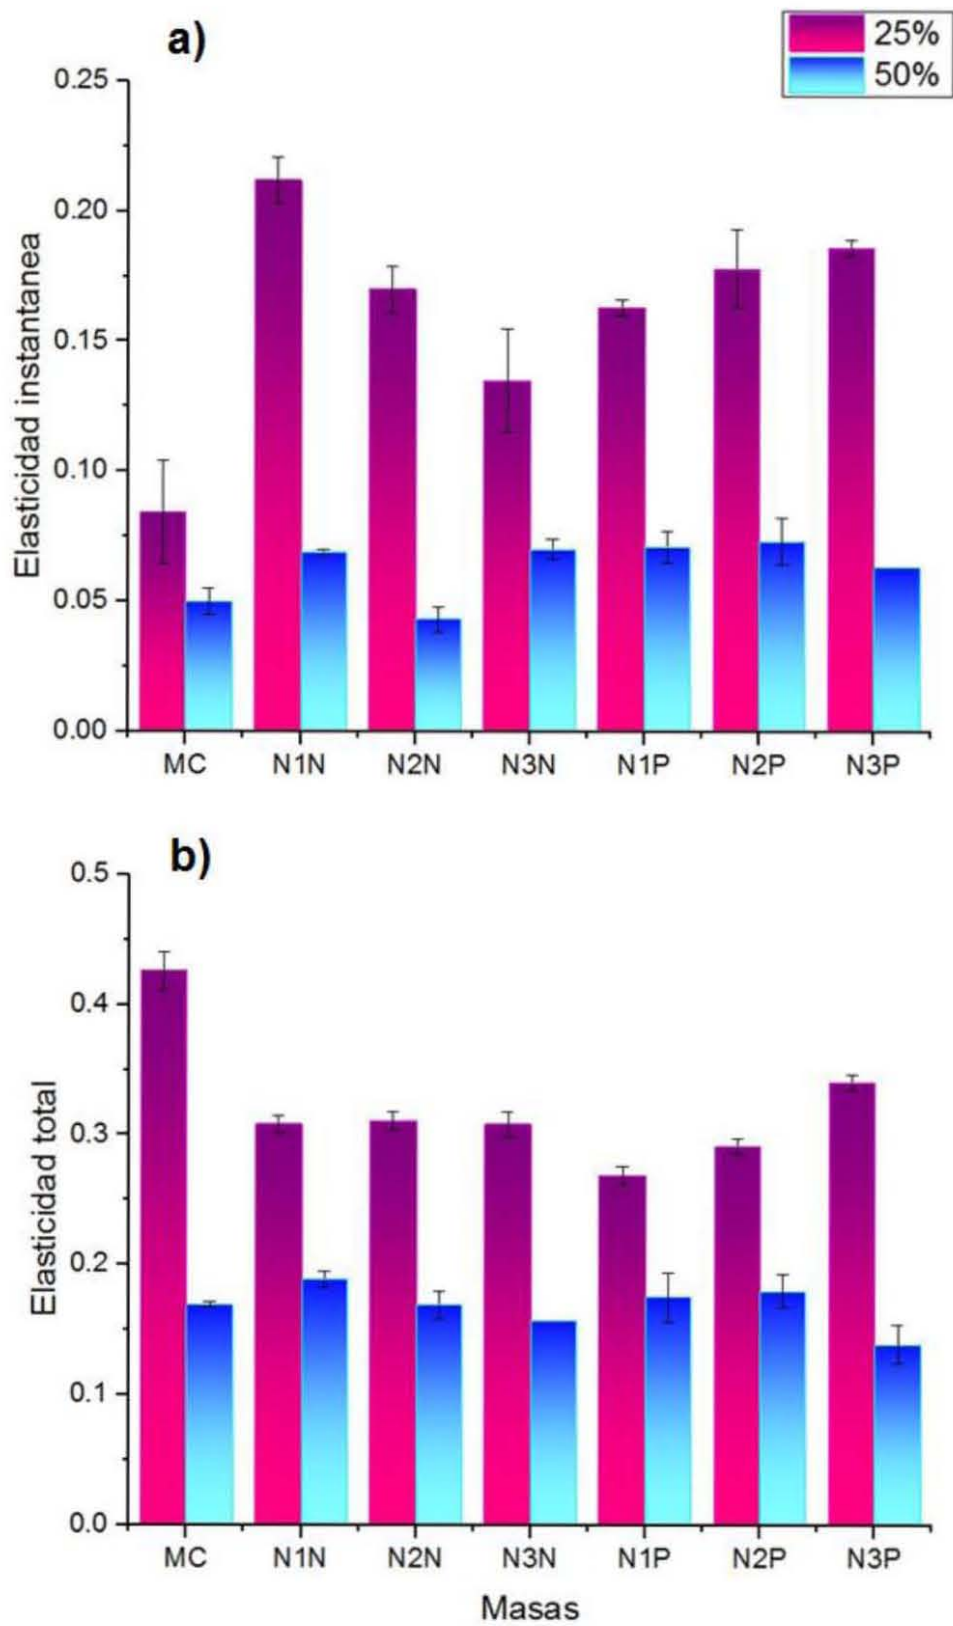 a)
25%
50%
0.25
0.20
0.15
0.10
0.05
0.00
Elasticidad instantanea
MC N1N N2N N3N N1P N2P N3P
b)
0.5
0.4
0.3
0.2
0.1
0.0
Elasticidad total
MC N1N N2N N3N N1P N2P N3P
Masas